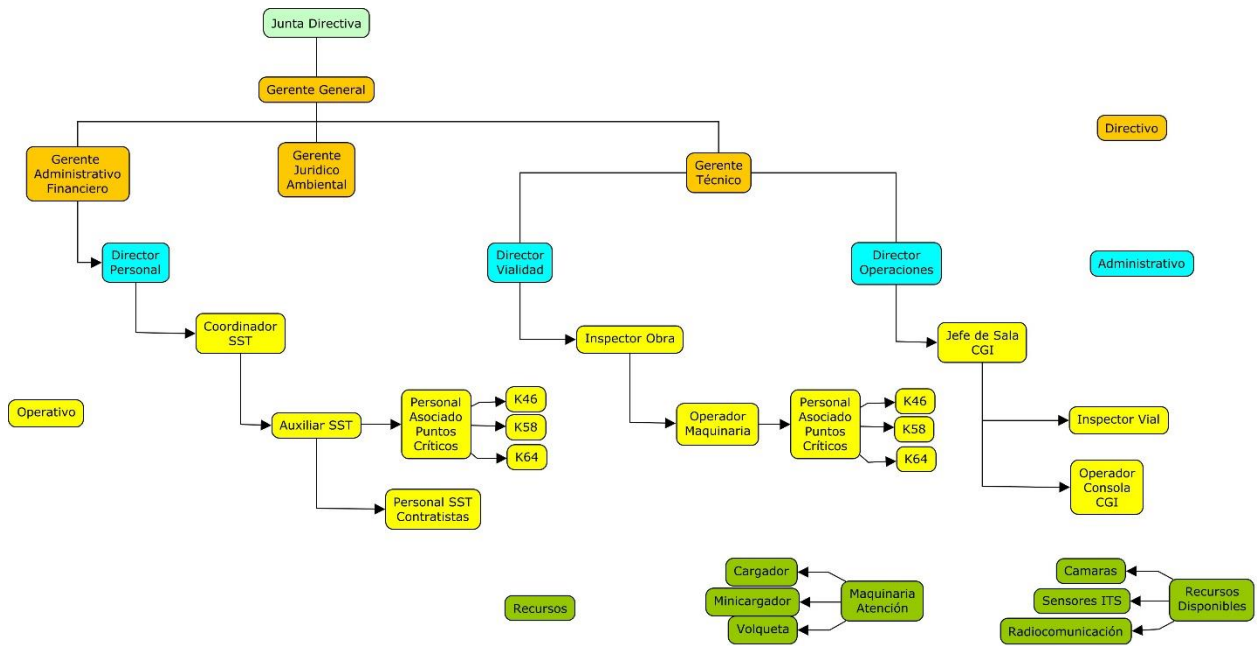 Junta Directiva
Gerente General
Directivo
Gerente
Administrativo
Financiero
Gerente
Juridico
Ambiental
Gerente
Técnico
Director
Personal
Director
Vialidad
Director
Operaciones
Administrativo
Coordinador
SST
Inspector Obra
Jefe de Sala
CGI
Operativo
Auxiliar SST
Personal
Asociado
Puntos
Críticos
K46
K58
K64
Operador
Maquinaria
Personal
Asociado
Puntos
Críticos
K46
K58
K64
Inspector Vial
Personal SST
Contratistas
Operador
Consola
CGI
Recursos
Cargador
Minicargador
Volqueta
Maquinaria
Atención
Camaras
Sensores ITS
Radiocomunicación
Recursos
Disponibles